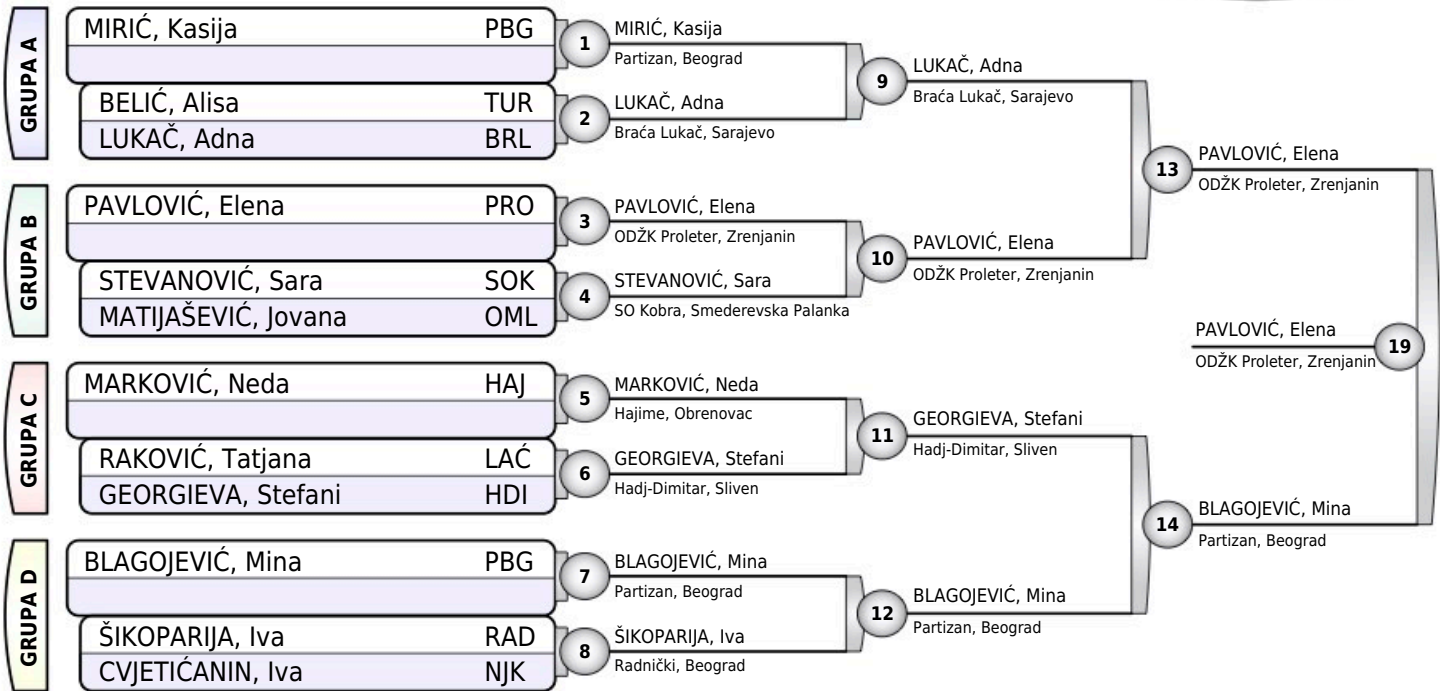 GRUPA A
MIRIĆ, Kasija PBG
BELIĆ, Alisa TUR
LUKAČ, Adna BRL
1
MIRIĆ, Kasija
Partizan, Beograd
2
LUKAČ, Adna
Braća Lukač, Sarajevo
9
LUKAČ, Adna
Braća Lukač, Sarajevo
GRUPA B
PAVLOVIĆ, Elena PRO
STEVANOVIĆ, Sara SOK
MATIJAŠEVIĆ, Jovana OML
3
PAVLOVIĆ, Elena
ODŽK Proleter, Zrenjanin
4
STEVANOVIĆ, Sara
SO Kobra, Smederevska Palanka
10
PAVLOVIĆ, Elena
ODŽK Proleter, Zrenjanin
13
PAVLOVIĆ, Elena
ODŽK Proleter, Zrenjanin
GRUPA C
MARKOVIĆ, Neda HAJ
RAKOVIĆ, Tatjana LAĆ
GEORGIEVA, Stefani HDI
5
MARKOVIĆ, Neda
Hajime, Obrenovac
6
GEORGIEVA, Stefani
Hadj-Dimitar, Sliven
11
GEORGIEVA, Stefani
Hadj-Dimitar, Sliven
GRUPA D
BLAGOJEVIĆ, Mina PBG
ŠIKOPARIJA, Iva RAD
CVJETIĆANIN, Iva NJK
7
BLAGOJEVIĆ, Mina
Partizan, Beograd
8
ŠIKOPARIJA, Iva
Radnički, Beograd
12
BLAGOJEVIĆ, Mina
Partizan, Beograd
14
BLAGOJEVIĆ, Mina
Partizan, Beograd
PAVLOVIĆ, Elena
ODŽK Proleter, Zrenjanin
19